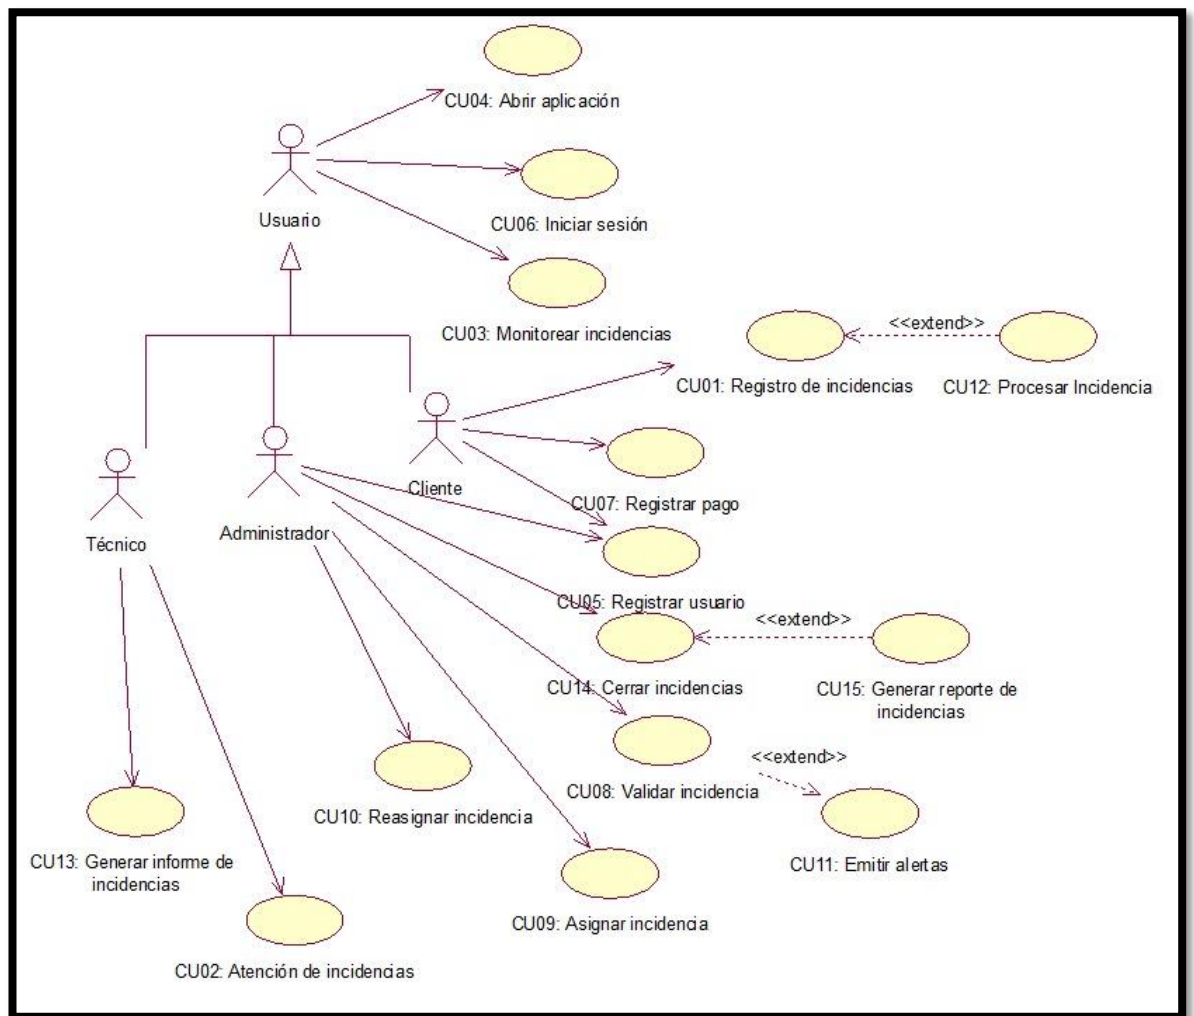 CU04: Abrir aplicación
Usuario
CU06: Iniciar sesión
CU03: Monitorear incidencias
<<extend>>
CU01: Registro de incidencias
CU12: Procesar Incidencia
Cliente
CU07: Registrar pago
Administrador
Técnico
CU05: Registrar usuario
<<extend>>
CU14: Cerrar incidencias
CU15: Generar reporte de
incidencias
<<extend>>
CU08: Validar incidencia
CU10: Reasignar incidencia
CU13: Generar informe de
incidencias
CU11: Emitir alertas
CU09: Asignar incidencia
CU02: Atención de incidencias